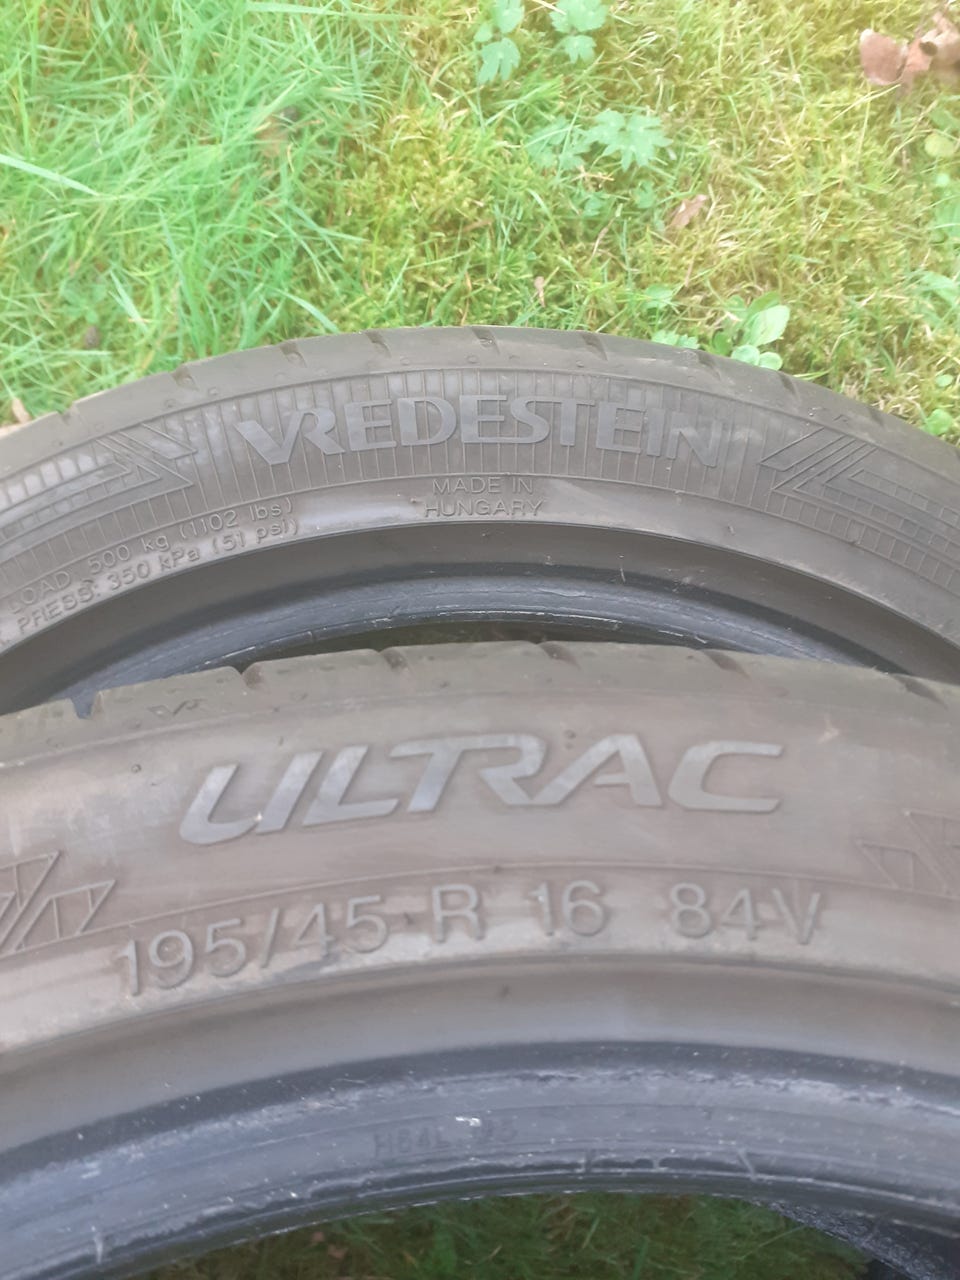 VREDESTEIN
MADE IN
HUNGARY
LOAD 500 kg (1102 lbs)
PRESS: 350 kPa (51 psi)
ULTRAC
195/45 R 16 84V